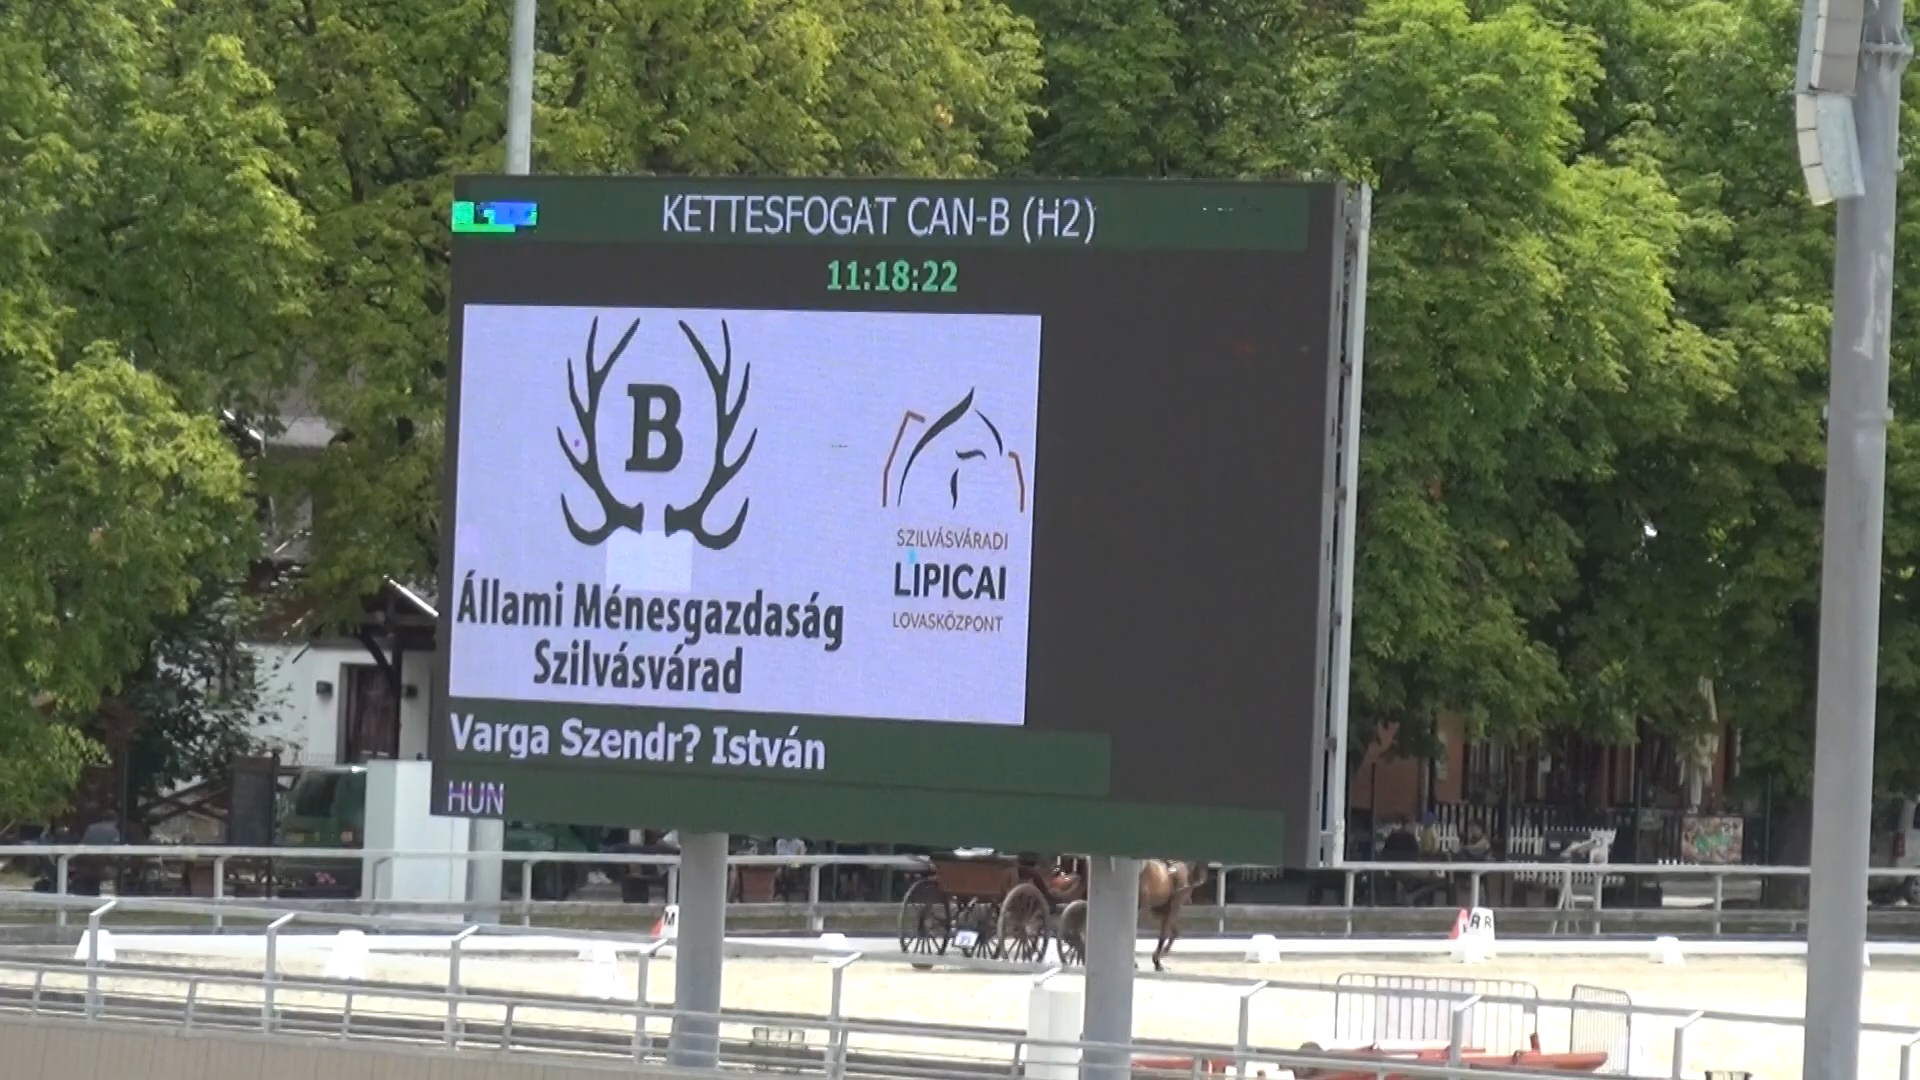 KETTESFOGAT CAN-B (H2)
11:18:22
B
SZILVÁSVÁRADI
LIPICAI
LOVASKÖZPONT
Állami Ménesgazdaság
Szilvásvárad
Varga Szendr? István
HUN
M
R R